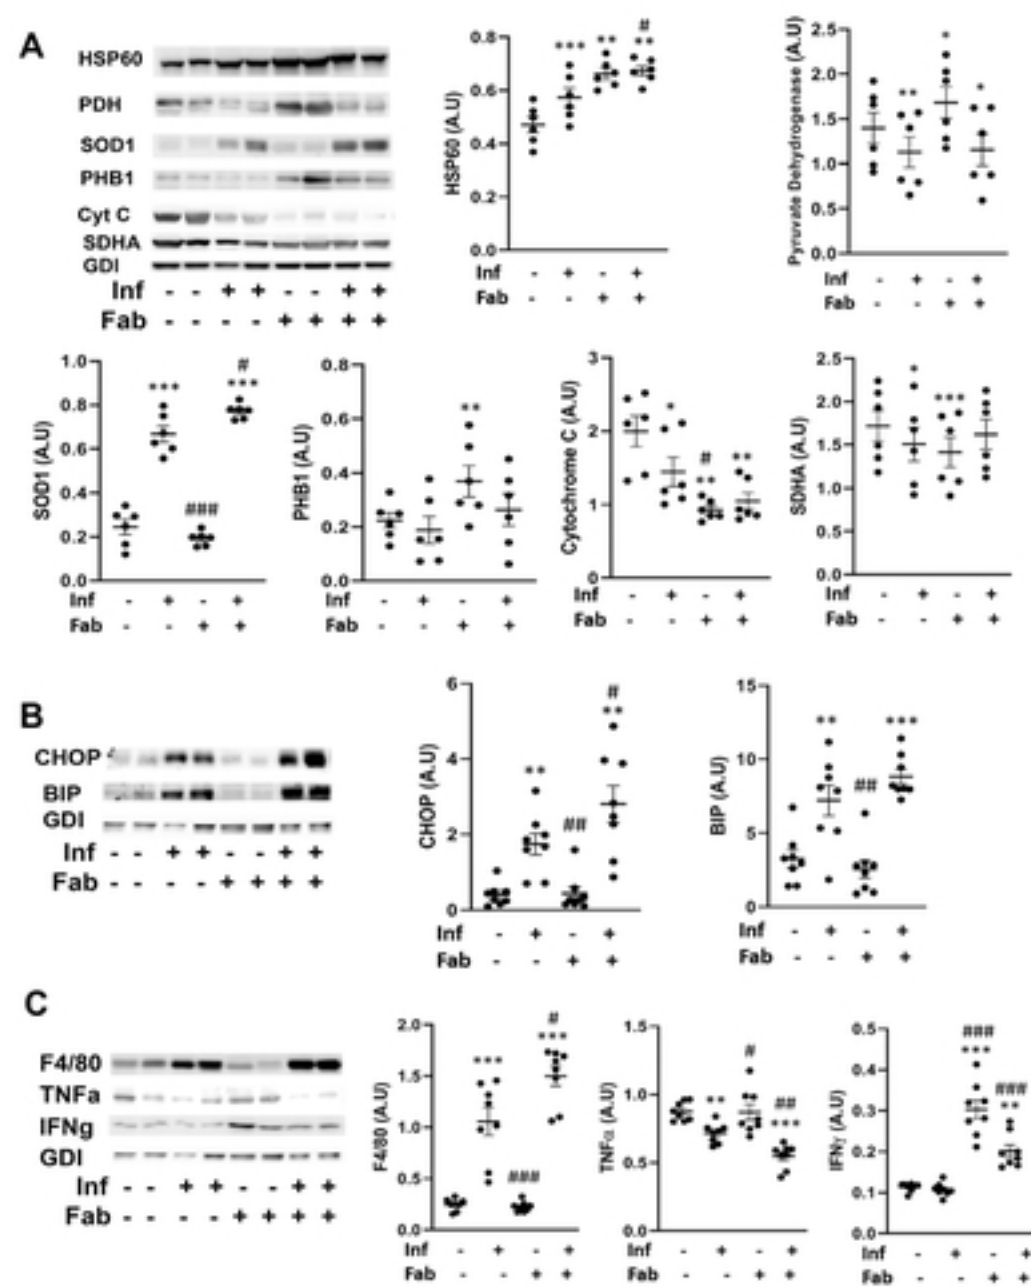 A
HSP60
PDH
SOD1
PHB1
Cyt C
SDHA
GDI
Inf - - + + - - + +
Fab - - - - + + + +
HSP60 (A.U)
0.8
0.6
0.4
0.2
0.0
*** ** **
#
Inf - + - +
Fab - - + +
Pyruvate Dehydrogenase (A.U)
2.5
2.0
1.5
1.0
0.5
0.0
** * *
Inf - + - +
Fab - - + +
SOD1 (A.U)
1.0
0.8
0.6
0.4
0.2
0.0
*** ### ***
#
Inf - + - +
Fab - - + +
PHB1 (A.U)
0.8
0.6
0.4
0.2
0.0
**
Inf - + - +
Fab - - + +
Cytochrome C (A.U)
3
2
1
0
* ** **
#
Inf - + - +
Fab - - + +
SDHA (A.U)
2.5
2.0
1.5
1.0
0.5
0.0
* ***
Inf - + - +
Fab - - + +
B
CHOP
BIP
GDI
Inf - - + + - - + +
Fab - - - - + + + +
CHOP (A.U)
6
4
2
0
** ## **
#
Inf - + - +
Fab - - + +
BIP (A.U)
15
10
5
0
** ## ***
Inf - + - +
Fab - - + +
C
F4/80
TNFa
IFNg
GDI
Inf - - + + - - + +
Fab - - - - + + + +
F4/80 (A.U)
2.0
1.5
1.0
0.5
0.0
*** ### ***
#
Inf - + - +
Fab - - + +
TNFα (A.U)
1.5
1.0
0.5
0.0
** # ***
##
Inf - + - +
Fab - - + +
IFNγ (A.U)
0.5
0.4
0.3
0.2
0.1
0.0
### ###
*** **
Inf - + - +
Fab - - + +